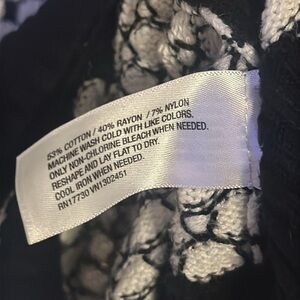 53% COTTON / 40% RAYON / 7% NYLON
MACHINE WASH COLD WITH LIKE COLORS.
ONLY NON-CHLORINE BLEACH WHEN NEEDED.
RESHAPE AND LAY FLAT TO DRY.
COOL IRON WHEN NEEDED.
RN17730 VN1302451